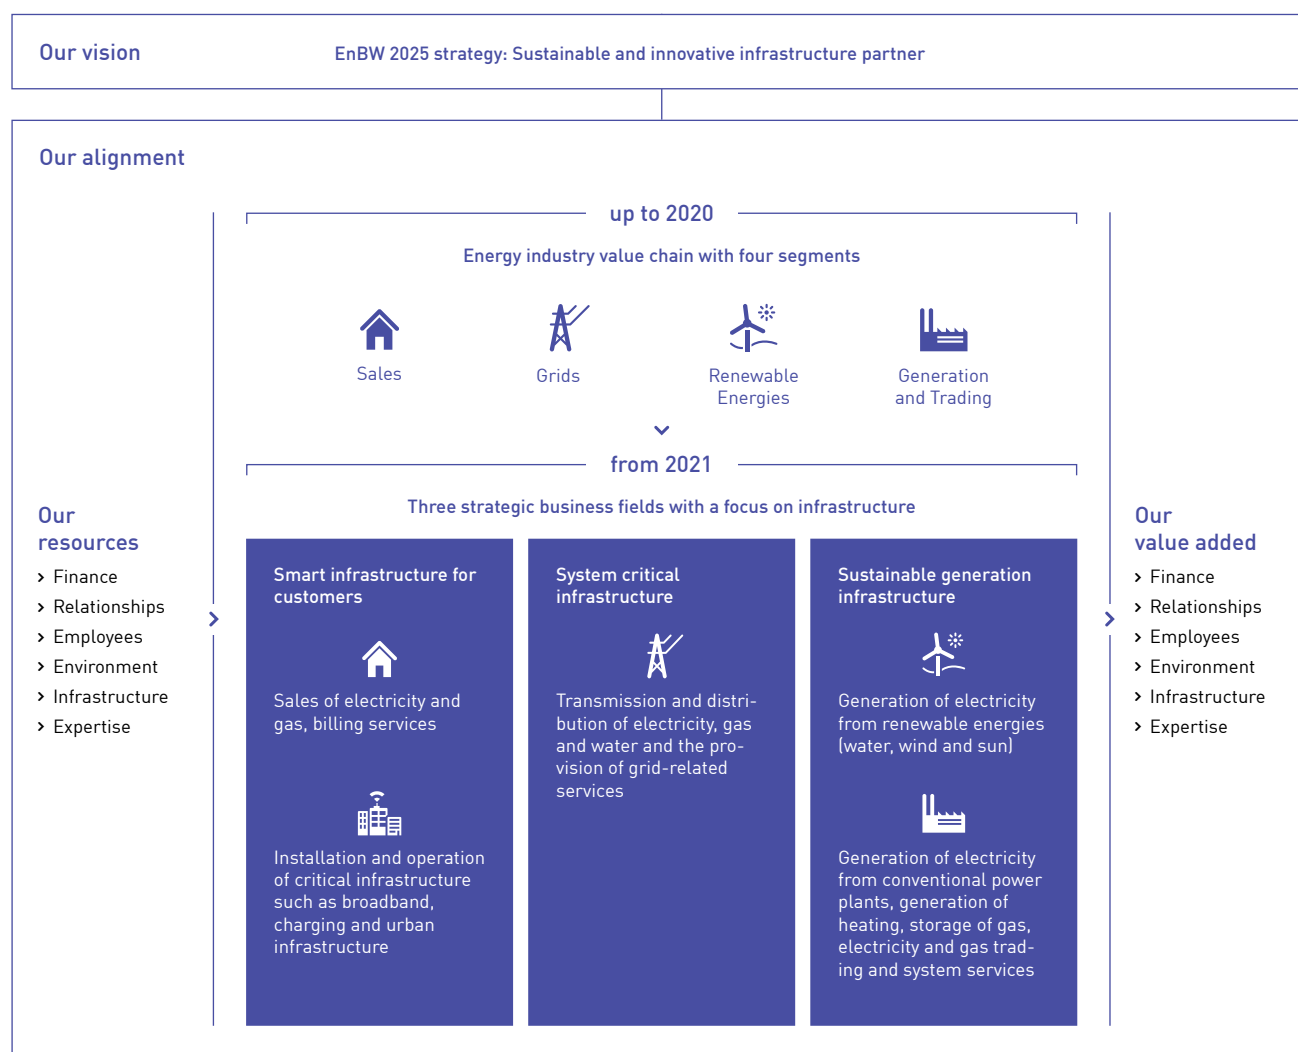 Our vision
EnBW 2025 strategy: Sustainable and innovative infrastructure partner
Our alignment
up to 2020
Energy industry value chain with four segments
Sales
Grids
Renewable
Energies
Generation
and Trading
from 2021
Three strategic business fields with a focus on infrastructure
Our
resources
Finance
Relationships
Employees
Environment
Infrastructure
Expertise
Smart infrastructure for
customers
Sales of electricity and
gas, billing services
Installation and operation
of critical infrastructure
such as broadband,
charging and urban
infrastructure
System critical
infrastructure
Transmission and distri-
bution of electricity, gas
and water and the pro-
vision of grid-related
services
Sustainable generation
infrastructure
Generation of electricity
from renewable energies
(water, wind and sun)
Generation of electricity
from conventional power
plants, generation of
heating, storage of gas,
electricity and gas trad-
ing and system services
Our
value added
Finance
Relationships
Employees
Environment
Infrastructure
Expertise